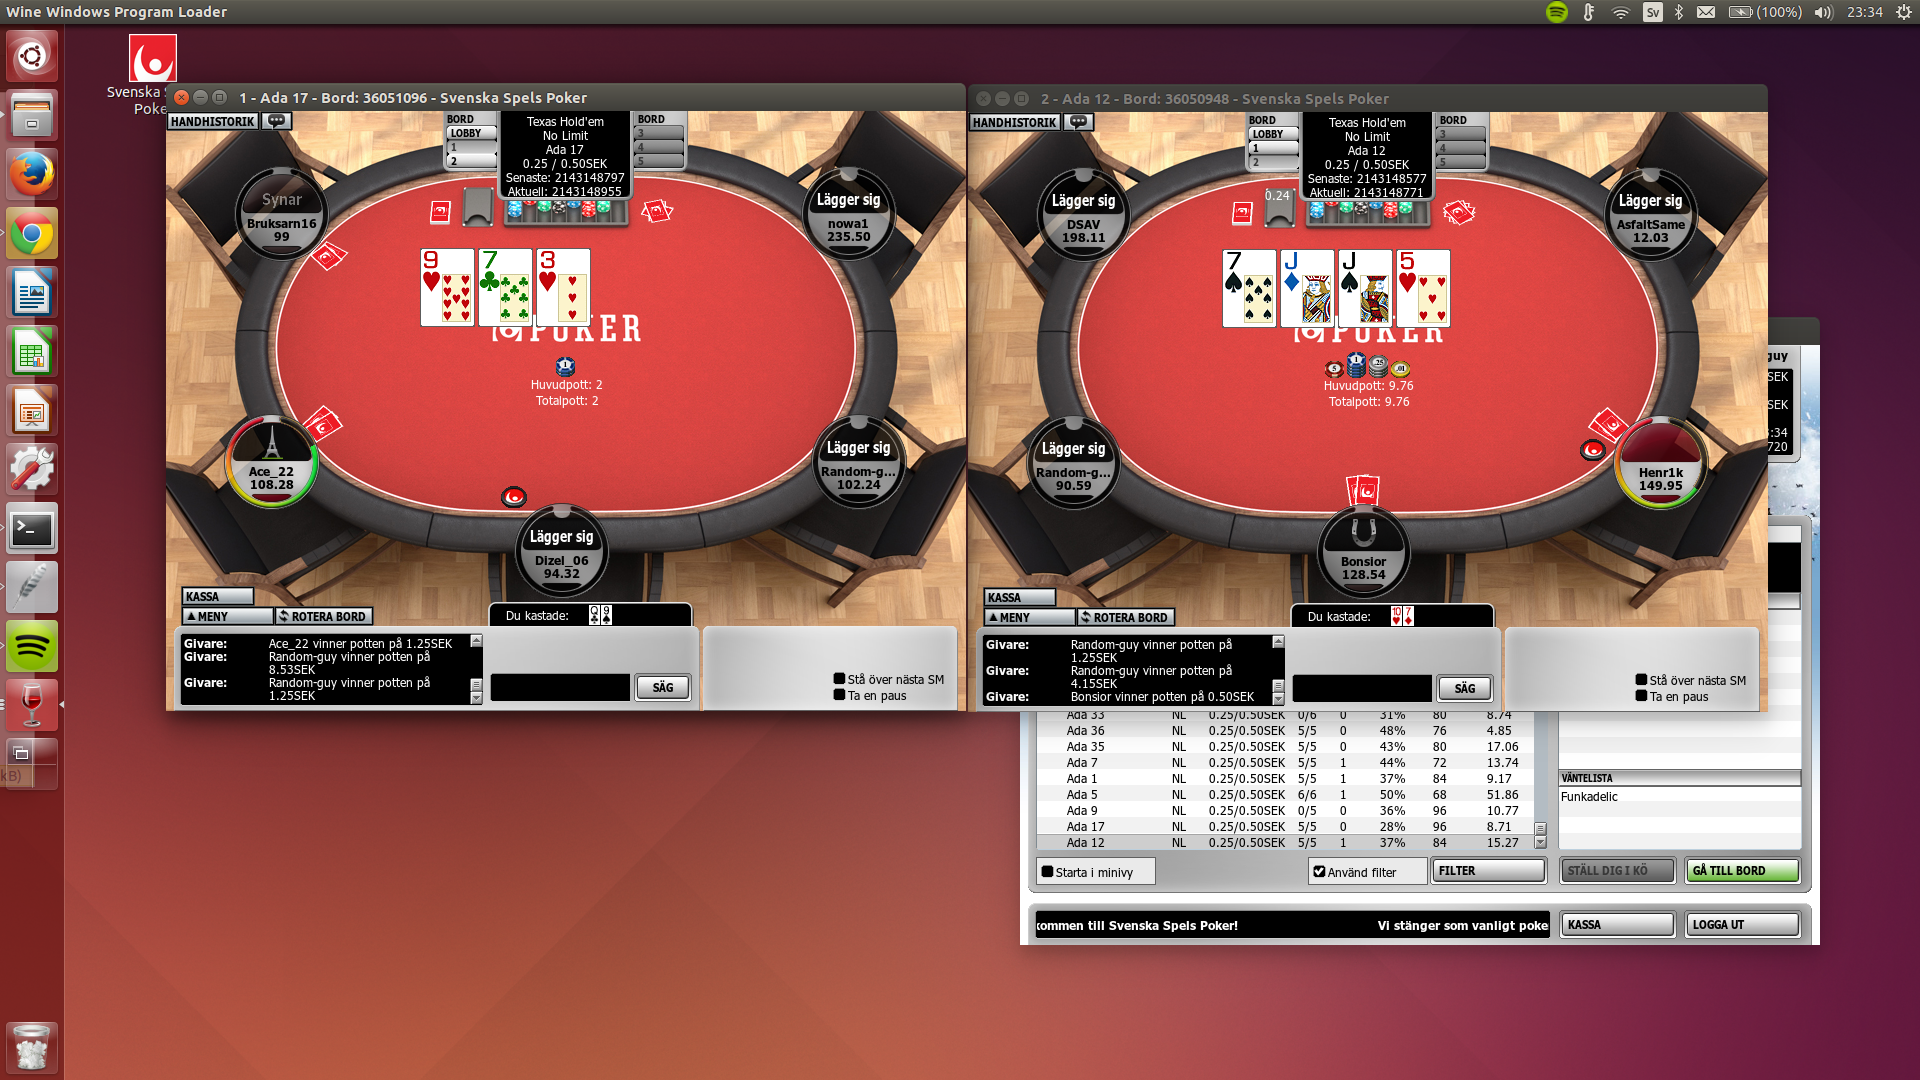 Wine Windows Program Loader
Sv
(100%)
23:34
Svenska S
Poke
1 - Ada 17 - Bord: 36051096 - Svenska Spels Poker
HANDHISTORIK
BORD
LOBBY
1
2
Texas Hold'em
No Limit
Ada 17
0.25 / 0.50SEK
Senaste: 2143148797
Aktuell: 2143148955
BORD
3
4
5
Synar
Bruksarn16
99
Lägger sig
nowa1
235.50
9
7
3
POKER
Huvudpott: 2
Totalpott: 2
Ace_22
108.28
Lägger sig
Random-g...
102.24
Lägger sig
Dizel_06
94.32
KASSA
MENY
ROTERA BORD
Du kastade:
Q
9
Givare: Ace_22 vinner potten på 1.25SEK
Givare: Random-guy vinner potten på
8.53SEK
Givare: Random-guy vinner potten på
1.25SEK
SÄG
Stå över nästa SM
Ta en paus
2 - Ada 12 - Bord: 36050948 - Svenska Spels Poker
HANDHISTORIK
BORD
LOBBY
1
2
Texas Hold'em
No Limit
Ada 12
0.25 / 0.50SEK
Senaste: 2143148577
Aktuell: 2143148771
BORD
3
4
5
0.24
Lägger sig
DSAV
198.11
Lägger sig
AsfaltSame
12.03
7
J
J
5
POKER
5
1
.25
.01
Huvudpott: 9.76
Totalpott: 9.76
Lägger sig
Random-g...
90.59
Henr1k
149.95
Bonsior
128.54
KASSA
MENY
ROTERA BORD
Du kastade:
10
7
Givare: Random-guy vinner potten på
1.25SEK
Givare: Random-guy vinner potten på
4.15SEK
Givare: Bonsior vinner potten på 0.50SEK
SÄG
Stå över nästa SM
Ta en paus
guy
SEK
SEK
:34
720
Ada 33 NL 0.25/0.50SEK 0/6 0 31% 80 8.74
Ada 36 NL 0.25/0.50SEK 5/5 0 48% 76 4.85
Ada 35 NL 0.25/0.50SEK 5/5 0 43% 80 17.06
Ada 7 NL 0.25/0.50SEK 5/5 1 44% 72 13.74
Ada 1 NL 0.25/0.50SEK 5/5 1 37% 84 9.17
Ada 5 NL 0.25/0.50SEK 6/6 1 50% 68 51.86
Ada 9 NL 0.25/0.50SEK 0/5 0 36% 96 10.77
Ada 17 NL 0.25/0.50SEK 5/5 0 28% 96 8.71
Ada 12 NL 0.25/0.50SEK 5/5 1 37% 84 15.27
VÄNTELISTA
Funkadelic
Starta i minivy
Använd filter
FILTER
STÄLL DIG I KÖ
GÅ TILL BORD
kommen till Svenska Spels Poker!
Vi stänger som vanligt poke
KASSA
LOGGA UT
kB)